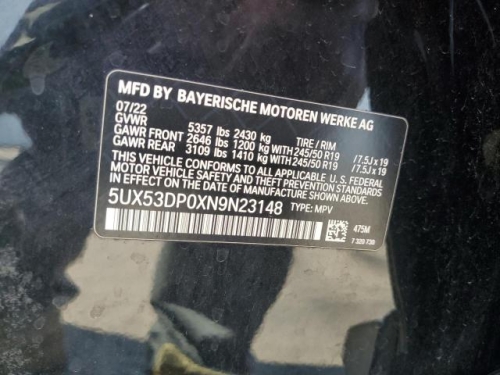 MFD BY BAYERISCHE MOTOREN WERKE AG
07/22
GVWR 5357 lbs 2430 kg TIRE / RIM
GAWR FRONT 2646 lbs 1200 kg WITH 245/50 R19 / 7.5J x 19
GAWR REAR 3109 lbs 1410 kg WITH 245/50 R19 / 7.5J x 19
THIS VEHICLE CONFORMS TO ALL APPLICABLE U.S. FEDERAL
MOTOR VEHICLE SAFETY, BUMPER, AND THEFT PREVENTION
STANDARDS IN EFFECT ON THE DATE OF MANUFACTURE SHOWN ABOVE.
5UX53DP0XN9N23148 TYPE: MPV
475M